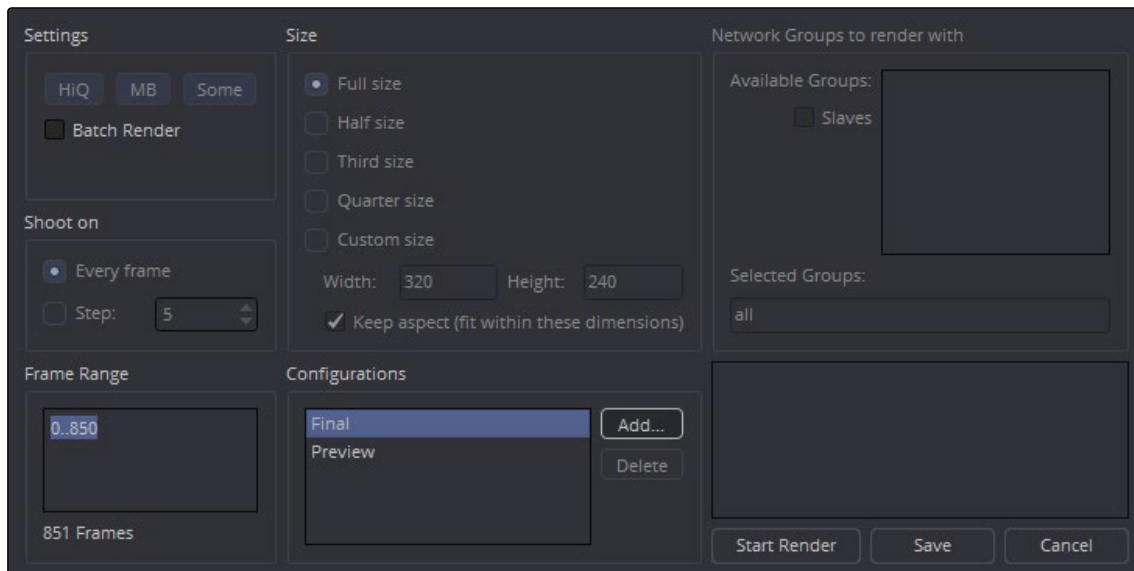 Settings
HiQ MB Some
Batch Render
Shoot on
Every frame
Step: 5
Frame Range
0..850
851 Frames
Size
Full size
Half size
Third size
Quarter size
Custom size
Width: 320 Height: 240
Keep aspect (fit within these dimensions)
Configurations
Final
Preview
Add...
Delete
Network Groups to render with
Available Groups:
Slaves
Selected Groups:
all
Start Render Save Cancel